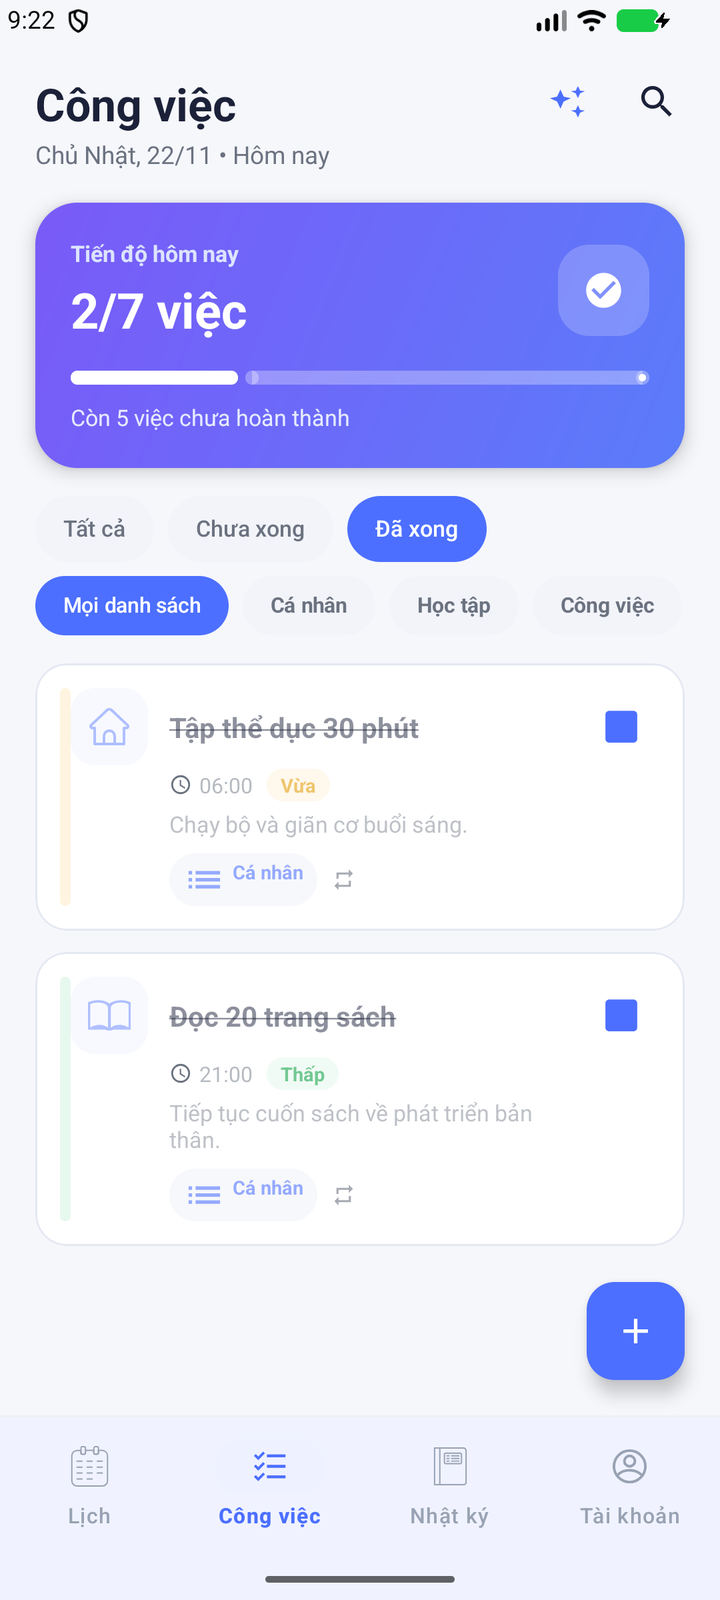 9:22
Công việc
Chủ Nhật, 22/11 • Hôm nay
Tiến độ hôm nay
2/7 việc
Còn 5 việc chưa hoàn thành
Tất cả
Chưa xong
Đã xong
Mọi danh sách
Cá nhân
Học tập
Công việc
Tập thể dục 30 phút
06:00
Vừa
Chạy bộ và giãn cơ buổi sáng.
Cá nhân
Đọc 20 trang sách
21:00
Thấp
Tiếp tục cuốn sách về phát triển bản
thân.
Cá nhân
Lịch
Công việc
Nhật ký
Tài khoản